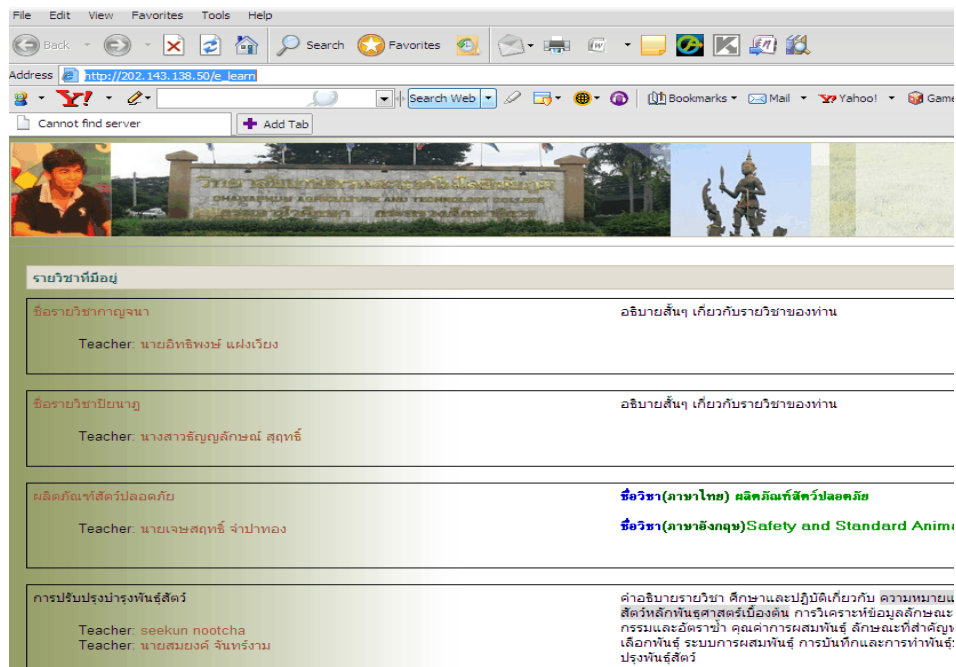 File Edit View Favorites Tools Help
Back Search Favorites
Address http://202.143.138.50/e_learn
Y! Search Web Bookmarks Mail Yahoo! Game
Cannot find server Add Tab
CHAIYAPHUM AGRICULTURE AND TECHNOLOGY COLLEGE
รายวิชาที่มีอยู่
ชื่อรายวิชากาญจนา
อธิบายสั้นๆ เกี่ยวกับรายวิชาของท่าน
Teacher: นายอิทธิพงษ์ แฝงเวียง
ชื่อรายวิชาปิยนาฎ
อธิบายสั้นๆ เกี่ยวกับรายวิชาของท่าน
Teacher: นางสาวธัญญลักษณ์ สุฤทธิ์
ผลิตภัณฑ์สัตว์ปลอดภัย
ชื่อวิชา(ภาษาไทย) ผลิตภัณฑ์สัตว์ปลอดภัย
Teacher: นายเจษสฤทธิ์ จำปาทอง
ชื่อวิชา(ภาษาอังกฤษ)Safety and Standard Anima
การปรับปรุงบำรุงพันธุ์สัตว์
Teacher: seekun nootcha
Teacher: นายสมยงค์ จันทร์งาม
คำอธิบายรายวิชา ศึกษาและปฏิบัติเกี่ยวกับ ความหมายแ
สัตว์หลักพันธุศาสตร์เบื้องต้น การวิเคราะห์ข้อมูลลักษณะ
กรรมและอัตราซ้ำ คุณค่าการผสมพันธุ์ ลักษณะที่สำคัญท
เลือกพันธุ์ ระบบการผสมพันธุ์ การบันทึกและการทำพันธุ์
ปรุงพันธุ์สัตว์